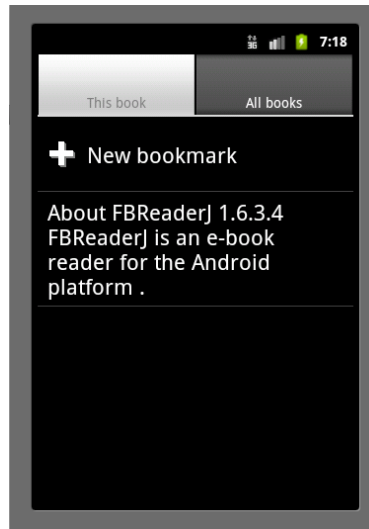 3G 7:18
This book All books
New bookmark
About FBReaderJ 1.6.3.4
FBReaderJ is an e-book
reader for the Android
platform .